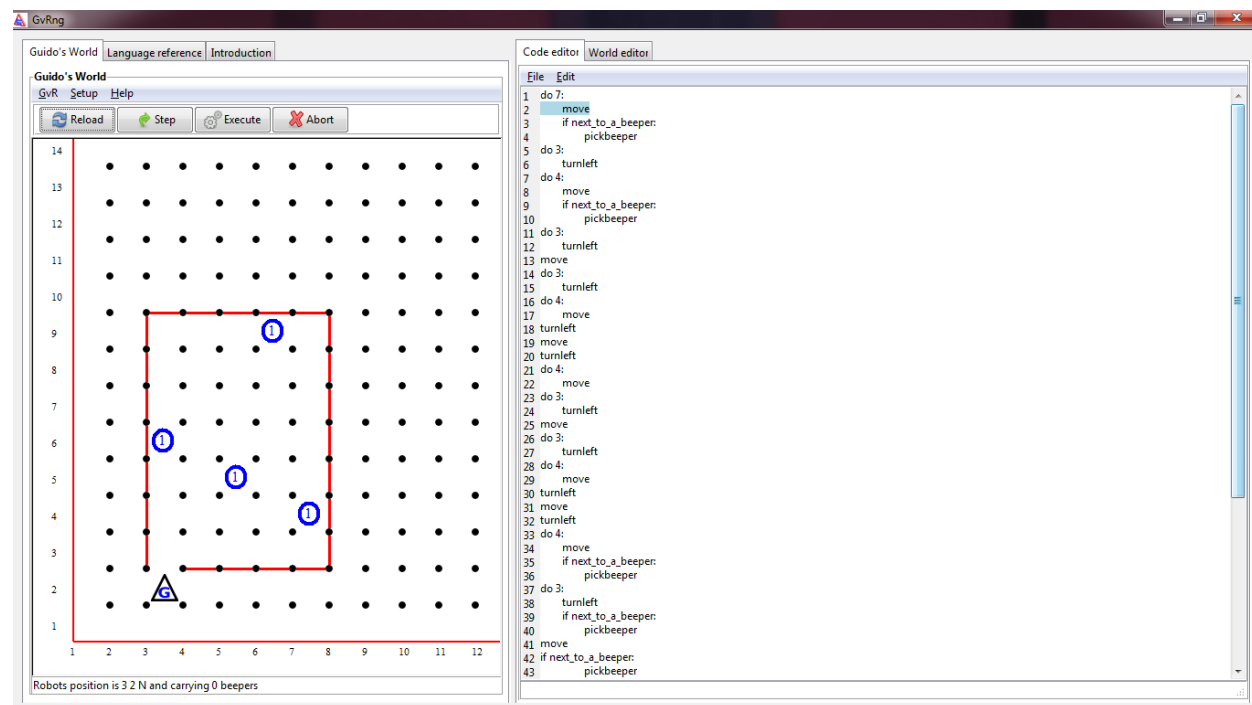 GvRng
Guido's World Language reference Introduction
Guido's World
GvR Setup Help
Reload Step Execute Abort
14
13
12
11
10
9
8
7
6
5
4
3
2
1
1
1
1
1
G
1 2 3 4 5 6 7 8 9 10 11 12
Robots position is 3 2 N and carrying 0 beepers
Code editor World editor
File Edit
1 do 7:
2 move
3 if next_to_a_beeper:
4 pickbeeper
5 do 3:
6 turnleft
7 do 4:
8 move
9 if next_to_a_beeper:
10 pickbeeper
11 do 3:
12 turnleft
13 move
14 do 3:
15 turnleft
16 do 4:
17 move
18 turnleft
19 move
20 turnleft
21 do 4:
22 move
23 do 3:
24 turnleft
25 move
26 do 3:
27 turnleft
28 do 4:
29 move
30 turnleft
31 move
32 turnleft
33 do 4:
34 move
35 if next_to_a_beeper:
36 pickbeeper
37 do 3:
38 turnleft
39 if next_to_a_beeper:
40 pickbeeper
41 move
42 if next_to_a_beeper:
43 pickbeeper